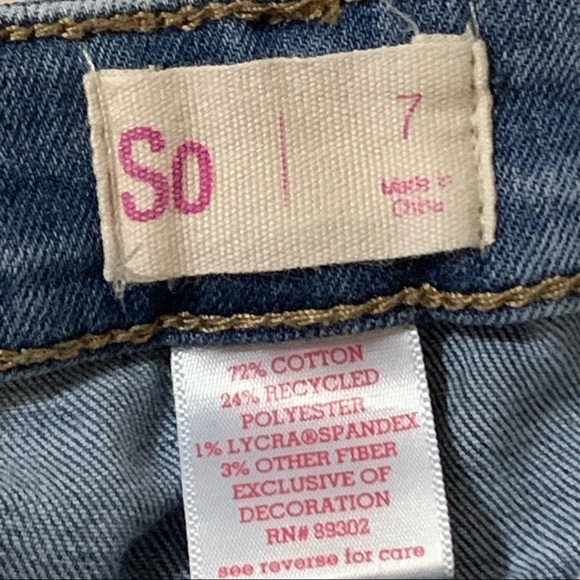 So
7
Made in
China
72% COTTON
24% RECYCLED
POLYESTER
1% LYCRA®SPANDEX
3% OTHER FIBER
EXCLUSIVE OF
DECORATION
RN# 89302
see reverse for care